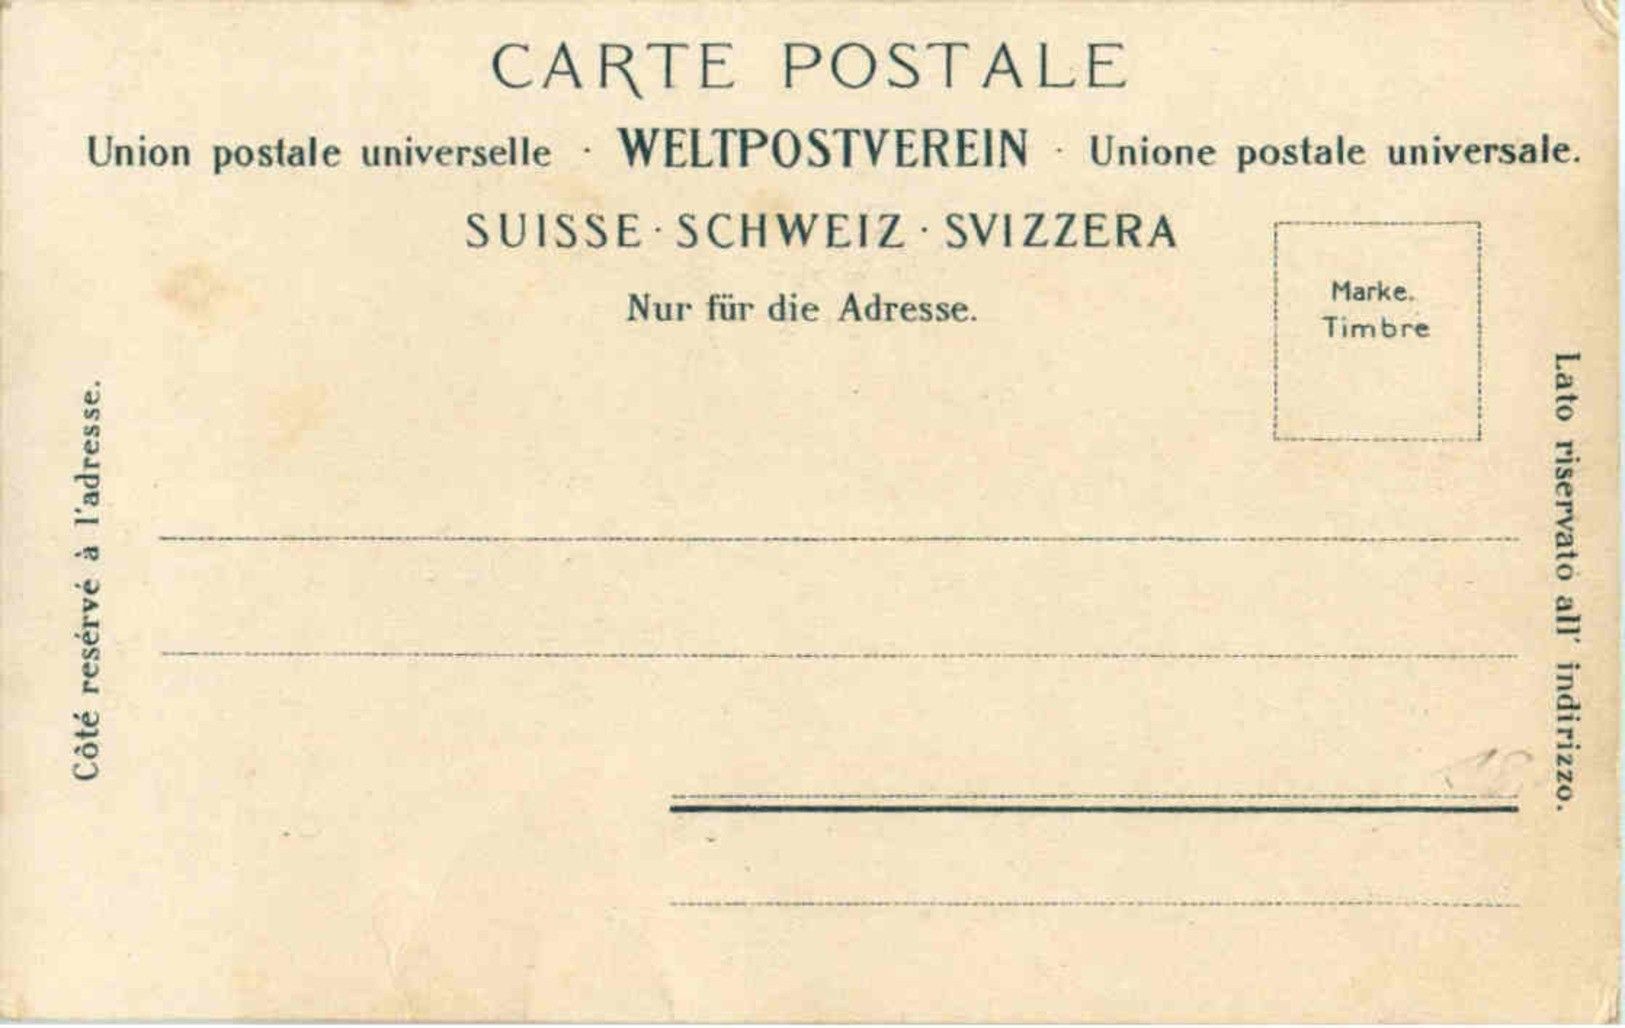 CARTE POSTALE
Union postale universelle · WELTPOSTVEREIN · Unione postale universale.
SUISSE · SCHWEIZ · SVIZZERA
Nur für die Adresse.
Marke.
Timbre
Côté resérvé à l'adresse.
Lato riservato all' indirizzo.